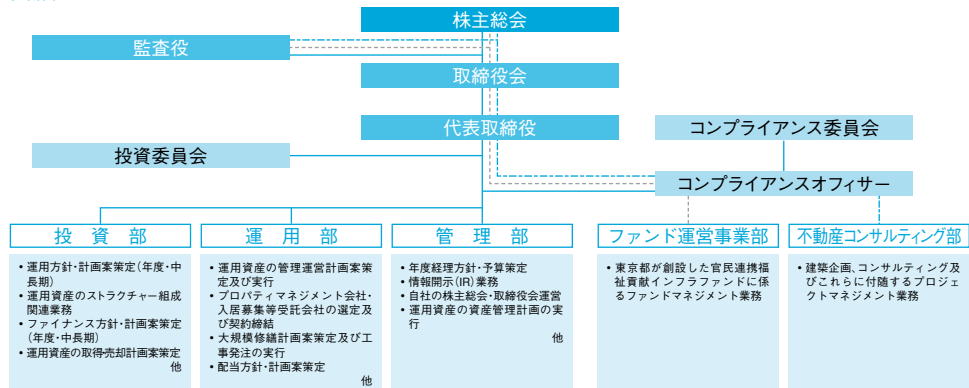 株主総会
監査役
取締役会
代表取締役
コンプライアンス委員会
投資委員会
コンプライアンスオフィサー
投資部
• 運用方針・計画案策定(年度・中
長期)
• 運用資産のストラクチャー組成
関連業務
• ファイナンス方針・計画案策定
(年度・中長期)
• 運用資産の取得・売却計画案策定
他
運用部
• 運用資産の管理運営計画案策
定及び実行
• プロパティマネジメント会社・
入居募集等受託会社の選定及
び契約締結
• 大規模修繕計画案策定及び工
事発注の実行
• 配当方針・計画案策定
他
管理部
• 年度経理方針・予算策定
• 情報開示(IR)業務
• 自社の株主総会・取締役会運営
• 運用資産の資産管理計画の実
行
他
ファンド運営事業部
• 東京都が創設した官民連携福
祉貢献インフラファンドに係
るファンドマネジメント業務
不動産コンサルティング部
• 建築企画、コンサルティング及
びこれらに付随するプロジェ
クトマネジメント業務